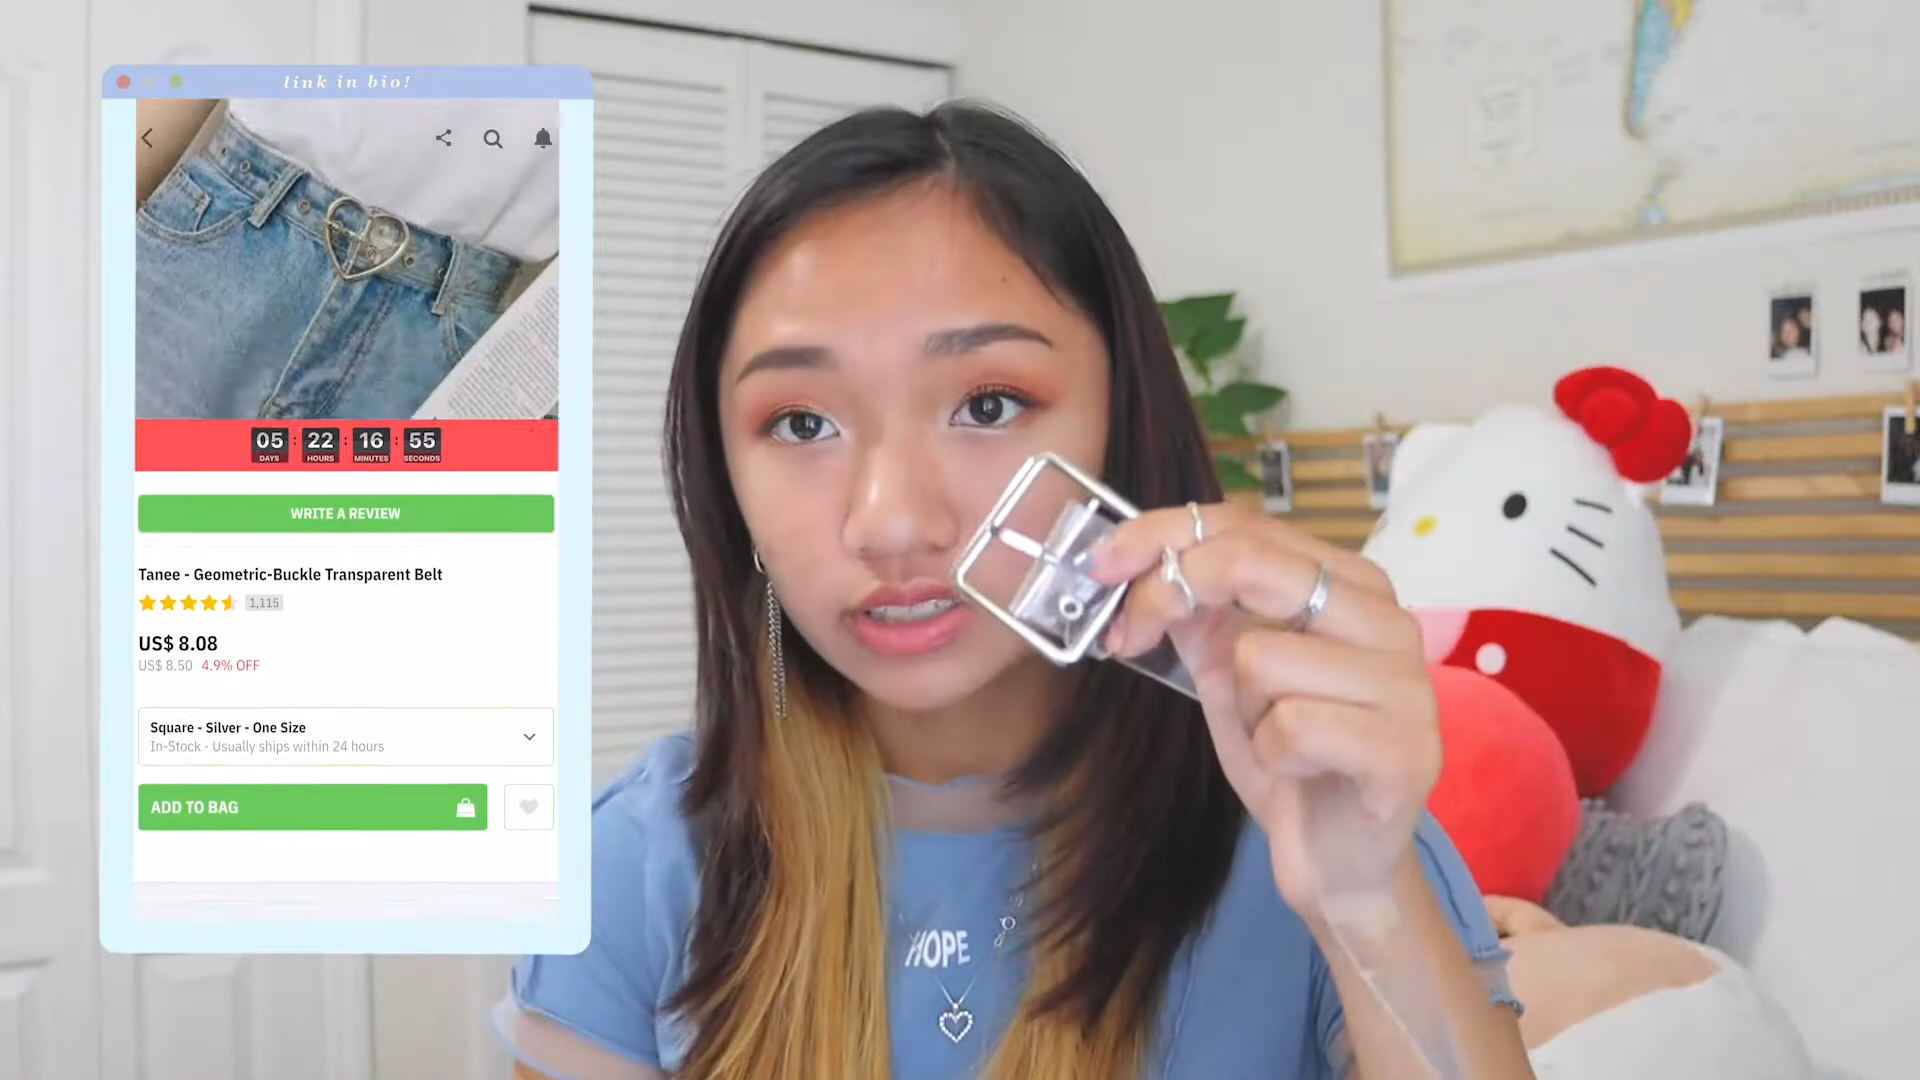 link in bio!
05 : 22 : 16 : 55
DAYS HOURS MINUTES SECONDS
WRITE A REVIEW
Tanee - Geometric-Buckle Transparent Belt
1,115
US$ 8.08
US$ 8.50 4.9% OFF
Square - Silver - One Size
In-Stock - Usually ships within 24 hours
ADD TO BAG
HOPE